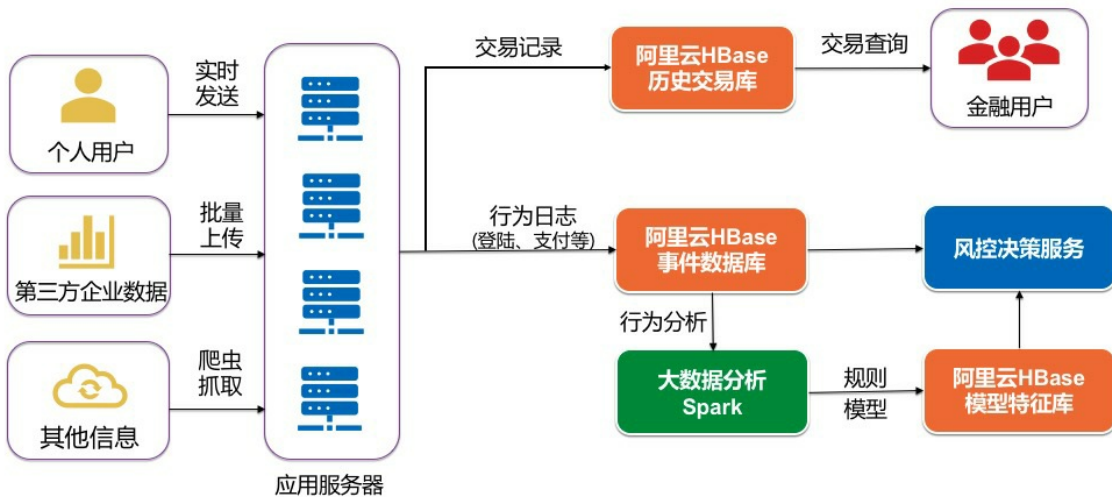 个人用户
实时
发送
第三方企业数据
批量
上传
其他信息
爬虫
抓取
应用服务器
交易记录
阿里云HBase
历史交易库
交易查询
金融用户
行为日志
(登陆、支付等)
阿里云HBase
事件数据库
风控决策服务
行为分析
大数据分析
Spark
规则
模型
阿里云HBase
模型特征库